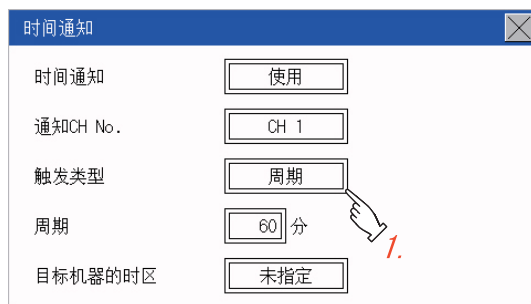 时间通知
时间通知 使用
通知CH No. CH 1
触发类型 周期
周期 60 分
1.
目标机器的时区 未指定